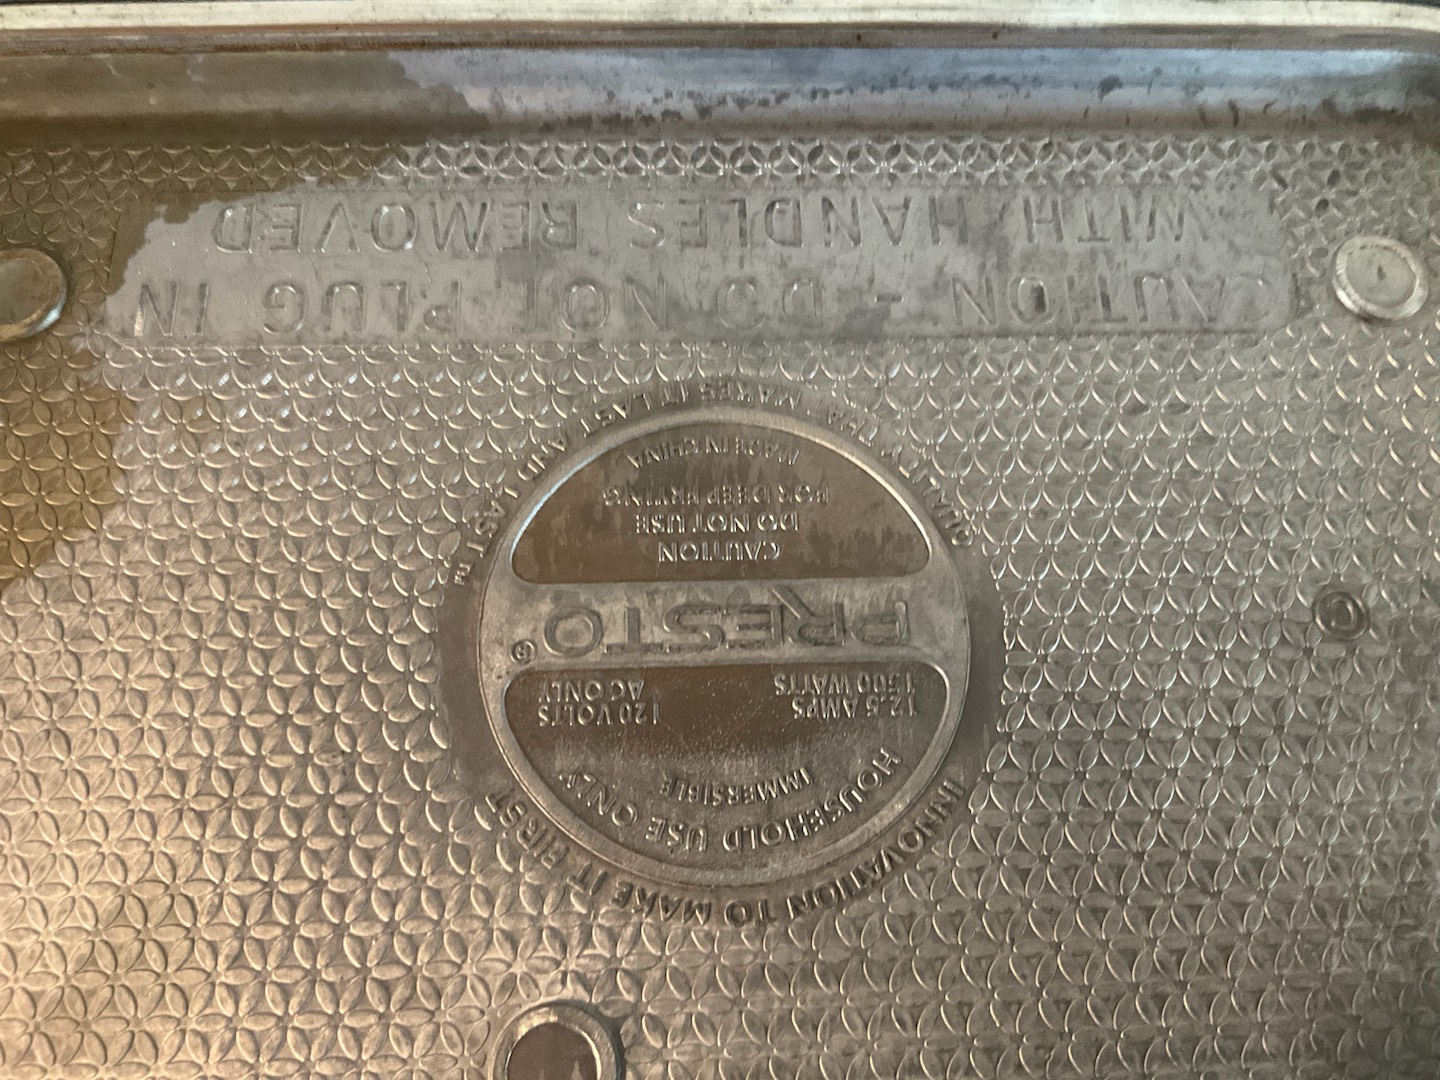 INNOVATION TO MAKE IT FIRST
HOUSEHOLD USE ONLY
IMMERSIBLE
12.5 AMPS 120 VOLTS
1500 WATTS AC ONLY
PRESTO®
CAUTION
DO NOT USE
FOR DEEP FRYING
MADE IN CHINA
QUALITY THAT MAKES IT LAST AND LAST™
CAUTION - DO NOT PLUG IN
WITH HANDLES REMOVED
C